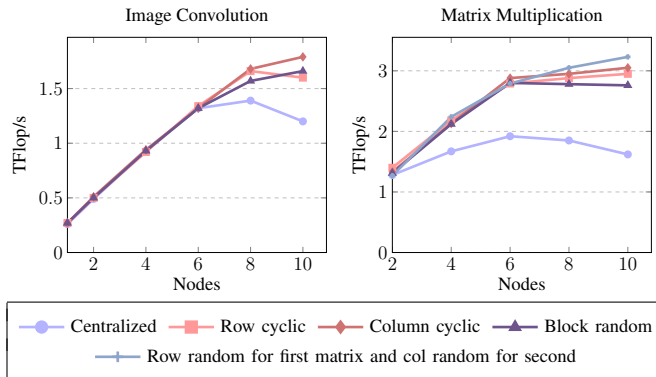 Image Convolution
Matrix Multiplication
TFlop/s
1.5
1
0.5
0
2 4 6 8 10
Nodes
TFlop/s
3
2
1
0
2 4 6 8 10
Nodes
Centralized Row cyclic Column cyclic Block random
Row random for first matrix and col random for second